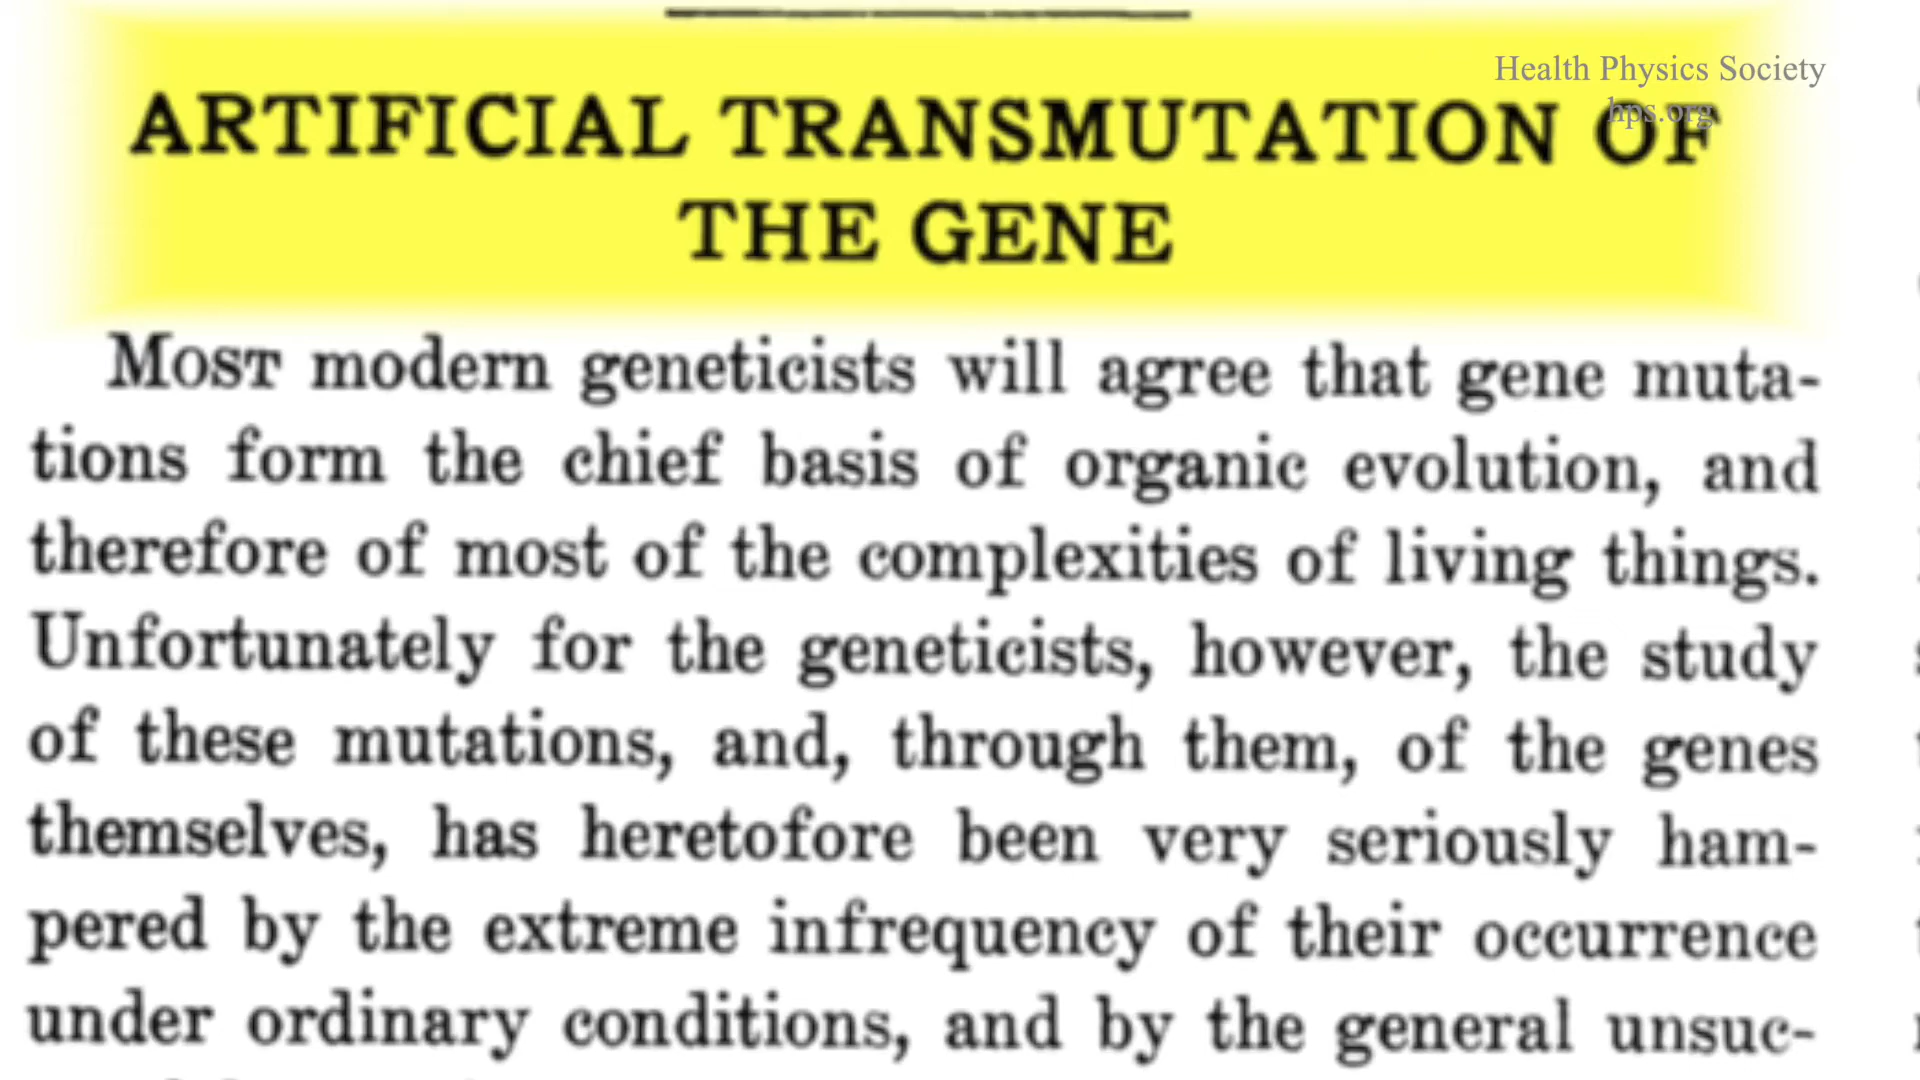 Health Physics Society
hps.org
ARTIFICIAL TRANSMUTATION OF
THE GENE
MOST modern geneticists will agree that gene muta-
tions form the chief basis of organic evolution, and
therefore of most of the complexities of living things.
Unfortunately for the geneticists, however, the study
of these mutations, and, through them, of the genes
themselves, has heretofore been very seriously ham-
pered by the extreme infrequency of their occurrence
under ordinary conditions, and by the general unsuc-